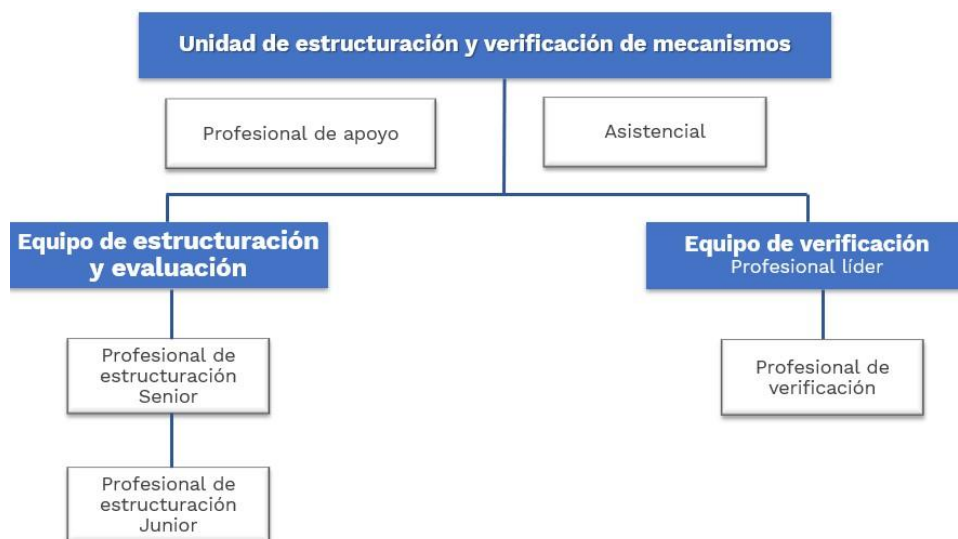 Unidad de estructuración y verificación de mecanismos
Profesional de apoyo
Asistencial
Equipo de estructuración
y evaluación
Equipo de verificación
Profesional líder
Profesional de
estructuración
Senior
Profesional de
verificación
Profesional de
estructuración
Junior